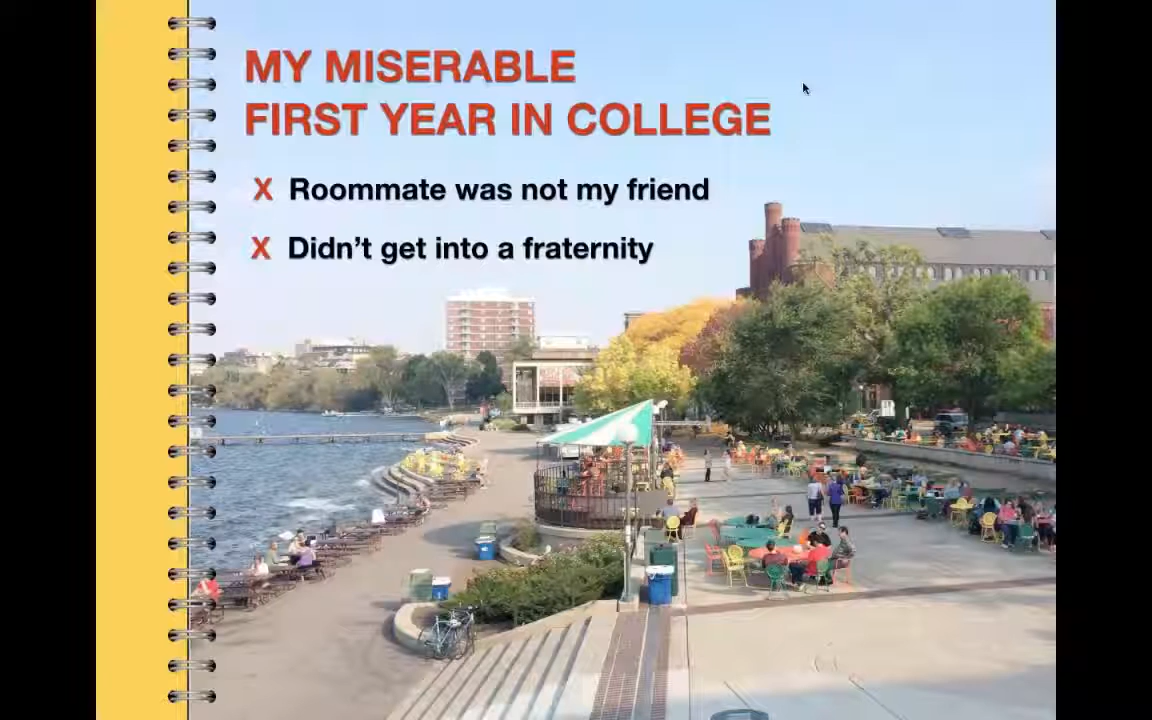 MY MISERABLE
FIRST YEAR IN COLLEGE
X Roommate was not my friend
X Didn’t get into a fraternity